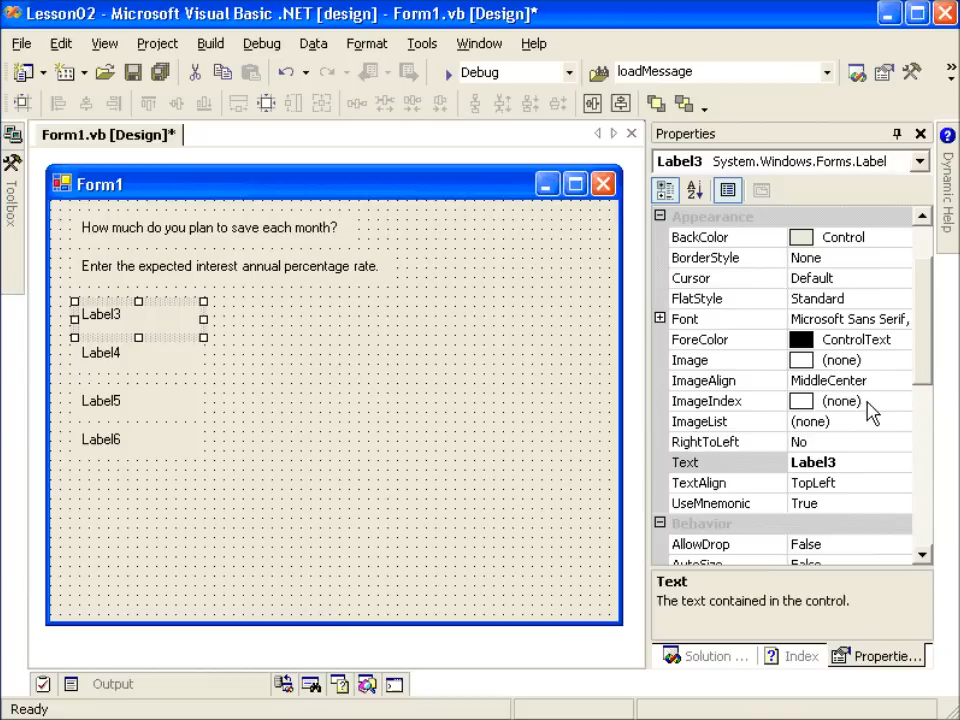 Lesson02 - Microsoft Visual Basic .NET [design] - Form1.vb [Design]*
File Edit View Project Build Debug Data Format Tools Window Help
Debug loadMessage
Form1.vb [Design]*
Properties
Label3 System.Windows.Forms.Label
Toolbox
Dynamic Help
Form1
How much do you plan to save each month?
Enter the expected interest annual percentage rate.
Label3
Label4
Label5
Label6
Appearance
BackColor Control
BorderStyle None
Cursor Default
FlatStyle Standard
Font Microsoft Sans Serif,
ForeColor ControlText
Image (none)
ImageAlign MiddleCenter
ImageIndex (none)
ImageList (none)
RightToLeft No
Text Label3
TextAlign TopLeft
UseMnemonic True
Behavior
AllowDrop False
AutoSize False
Text
The text contained in the control.
Solution ... Index Propertie...
Output
Ready